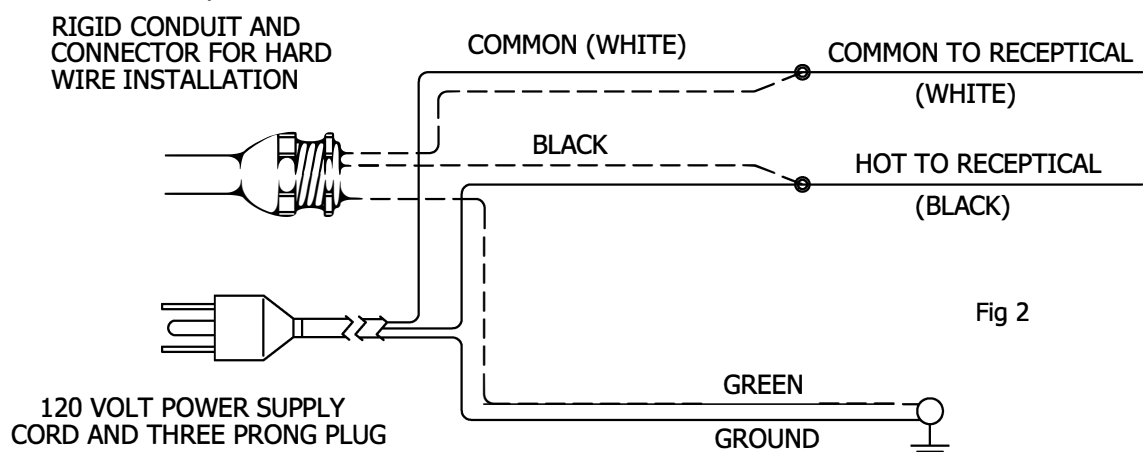 RIGID CONDUIT AND
CONNECTOR FOR HARD
WIRE INSTALLATION
COMMON (WHITE)
COMMON TO RECEPTICAL
(WHITE)
BLACK
HOT TO RECEPTICAL
(BLACK)
Fig 2
120 VOLT POWER SUPPLY
CORD AND THREE PRONG PLUG
GREEN
GROUND